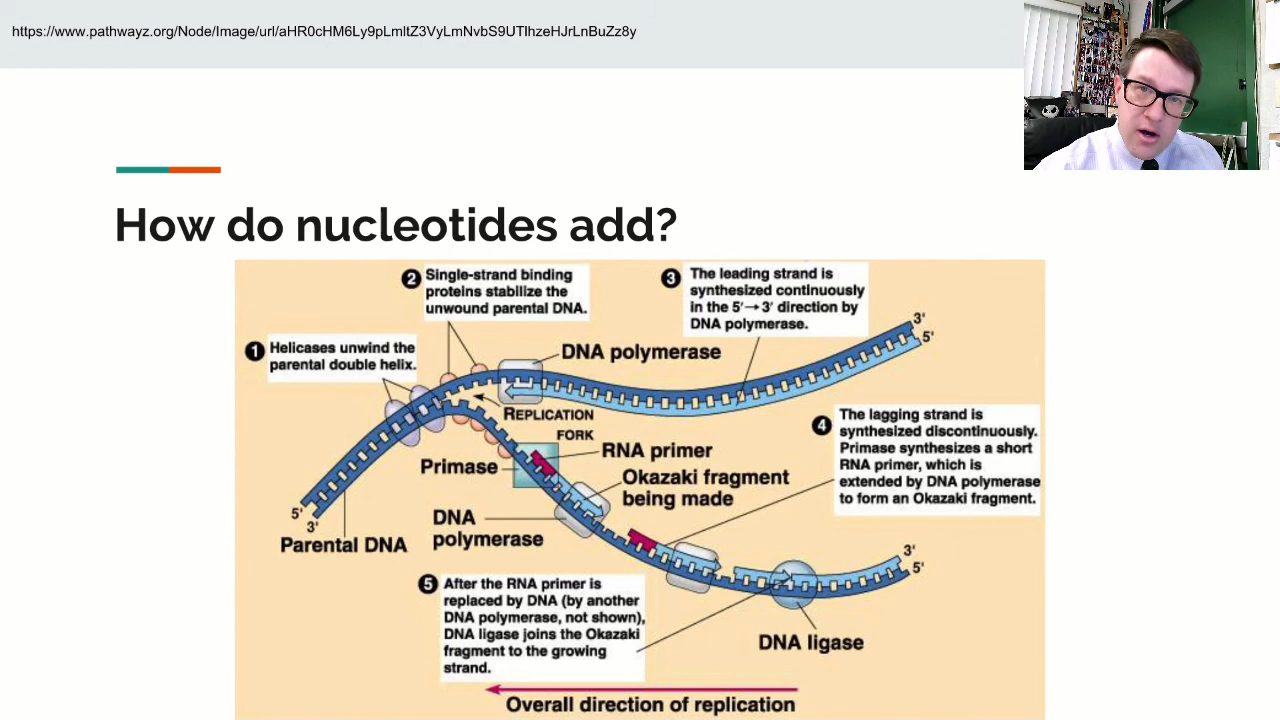 https://www.pathwayz.org/Node/Image/url/aHR0cHM6Ly9pLmltZ3VyLmNvbS9UTlhzeHJrLnBuZz8y
How do nucleotides add?
2 Single-strand binding
proteins stabilize the
unwound parental DNA.
3 The leading strand is
synthesized continuously
in the 5'→3' direction by
DNA polymerase.
1 Helicases unwind the
parental double helix.
DNA polymerase
3'
5'
REPLICATION
FORK
4 The lagging strand is
synthesized discontinuously.
Primase synthesizes a short
RNA primer, which is
extended by DNA polymerase
to form an Okazaki fragment.
RNA primer
Primase
Okazaki fragment
being made
5'
3'
Parental DNA
DNA
polymerase
3'
5'
5 After the RNA primer is
replaced by DNA (by another
DNA polymerase, not shown),
DNA ligase joins the Okazaki
fragment to the growing
strand.
DNA ligase
Overall direction of replication